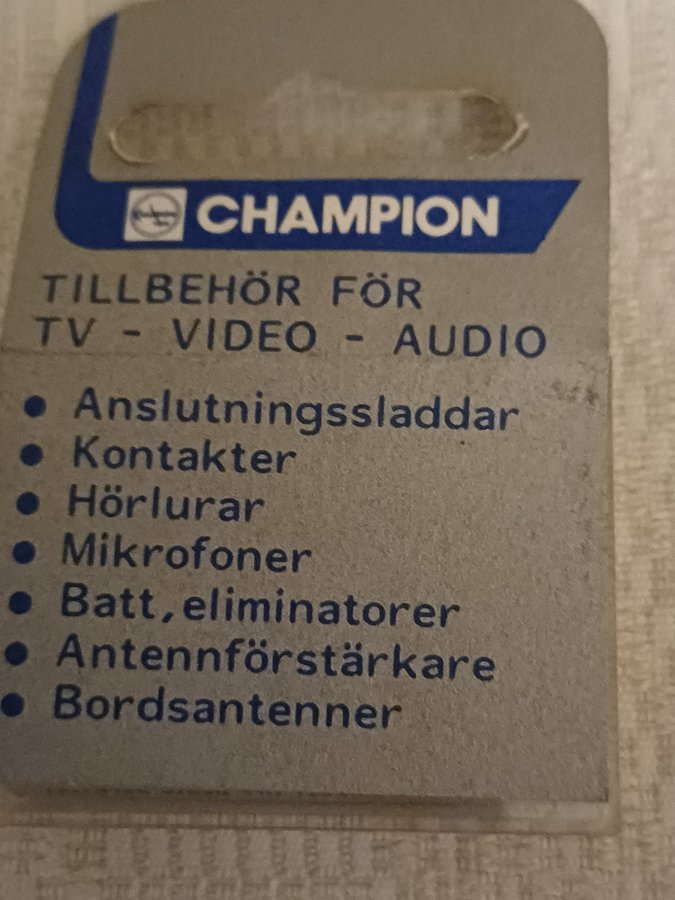 CHAMPION
TILLBEHÖR FÖR
TV - VIDEO - AUDIO
• Anslutningssladdar
• Kontakter
• Hörlurar
• Mikrofoner
• Batt.eliminatorer
• Antennförstärkare
• Bordsantenner